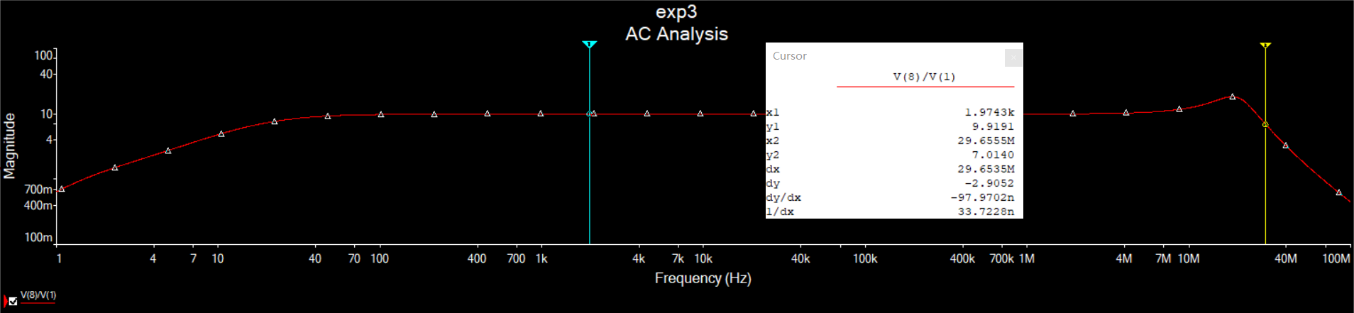 exp3
AC Analysis
Cursor
V(8)/V(1)
x1 1.9743k
y1 9.9191
x2 29.6555M
y2 7.0140
dx 29.6535M
dy -2.9052
dy/dx -97.9702n
1/dx 33.7228n
Magnitude
100
40
10
4
700m
400m
100m
1 4 7 10 40 70 100 400 700 1k 4k 7k 10k 40k 100k 400k 700k 1M 4M 7M 10M 40M 100M
Frequency (Hz)
V(8)/V(1)